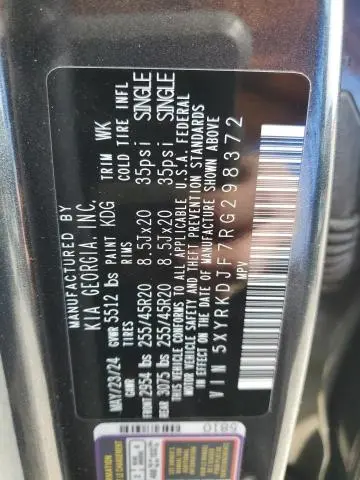 MANUFACTURED BY
KIA GEORGIA, INC.
MAY/23/24 GVWR 5512 lbs PAINT KDG TRIM WK
GAWR TIRES RIMS COLD TIRE INFL
FRONT 2954 lbs 255/45R20 8.5JX20 35psi SINGLE
REAR 3075 lbs 255/45R20 8.5JX20 35psi SINGLE
THIS VEHICLE CONFORMS TO ALL APPLICABLE U.S.A. FEDERAL
MOTOR VEHICLE SAFETY AND THEFT PREVENTION STANDARDS
IN EFFECT ON THE DATE OF MANUFACTURE SHOWN ABOVE
VIN 5XYRKDJF7RG298372
MPV
5810